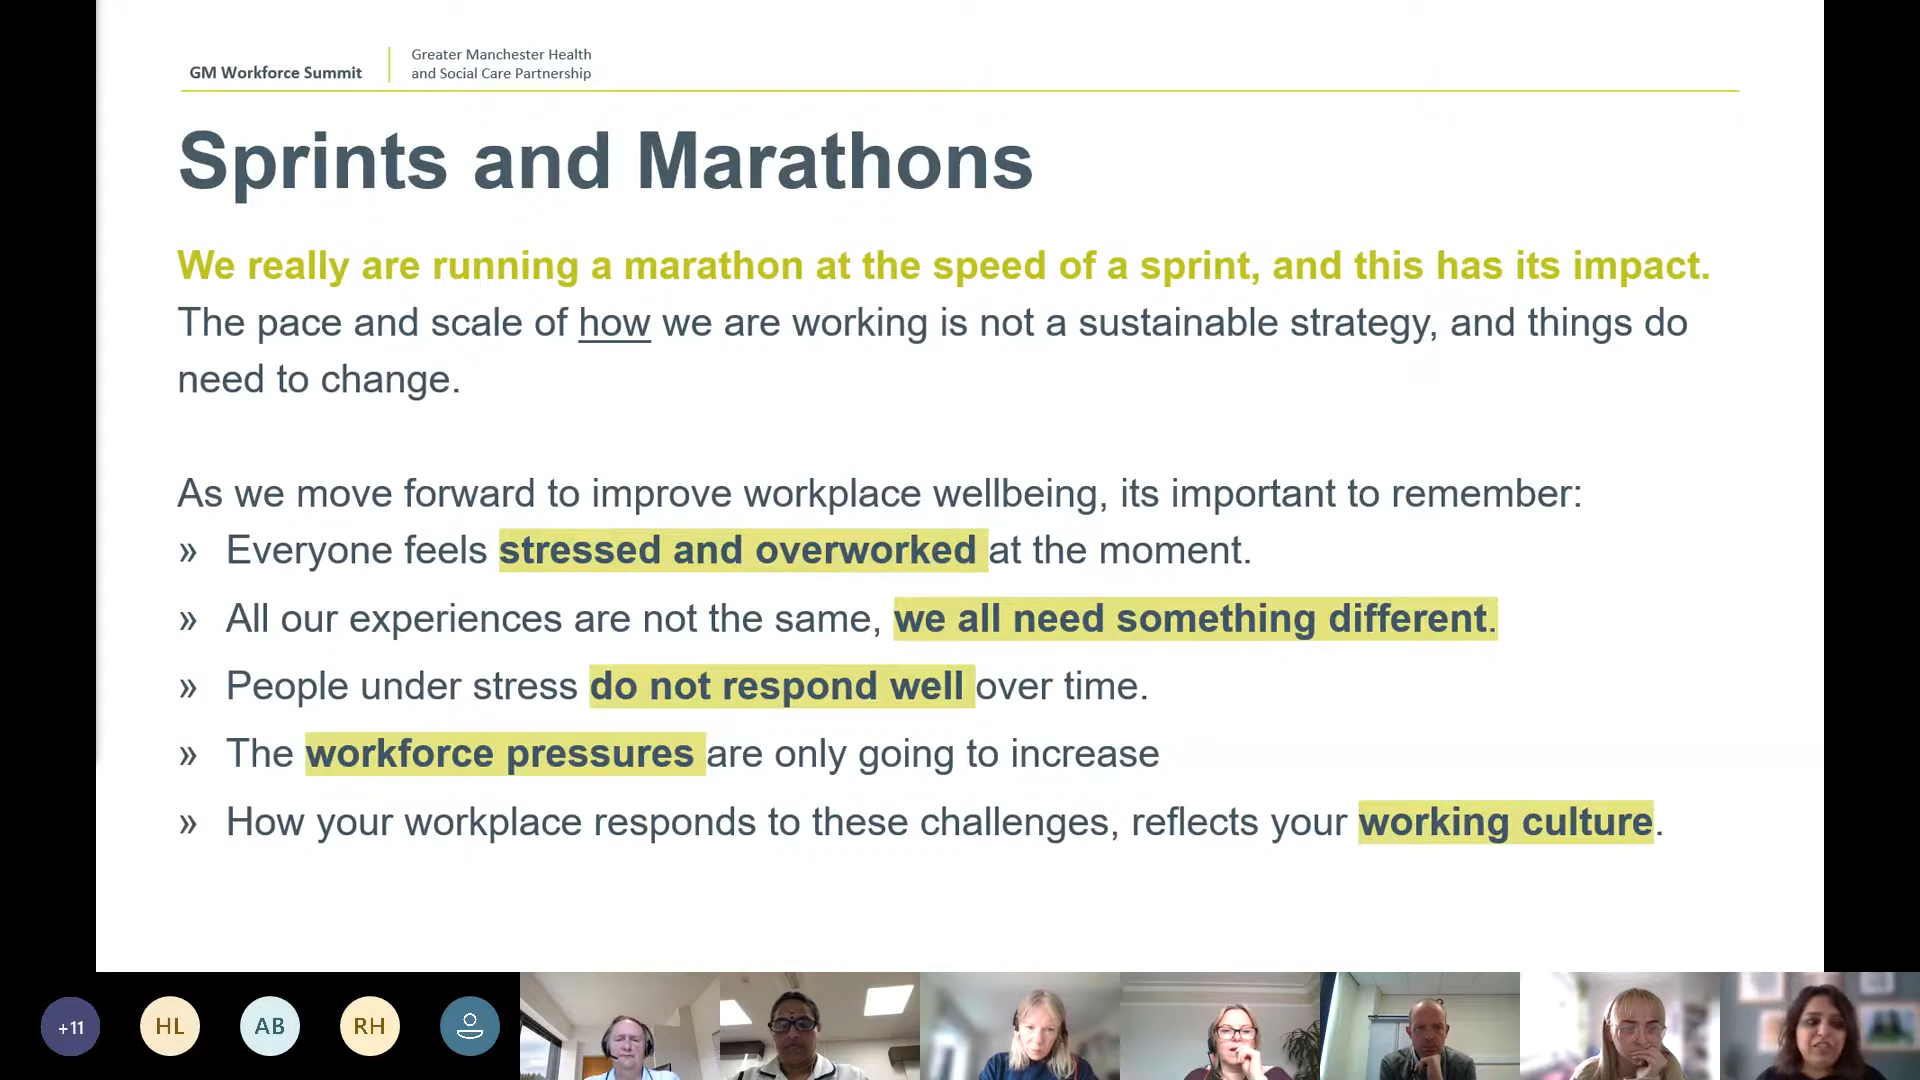 GM Workforce Summit
Greater Manchester Health
and Social Care Partnership
Sprints and Marathons
We really are running a marathon at the speed of a sprint, and this has its impact.
The pace and scale of how we are working is not a sustainable strategy, and things do
need to change.
As we move forward to improve workplace wellbeing, its important to remember:
» Everyone feels stressed and overworked at the moment.
» All our experiences are not the same, we all need something different.
» People under stress do not respond well over time.
» The workforce pressures are only going to increase
» How your workplace responds to these challenges, reflects your working culture.
+11 HL AB RH